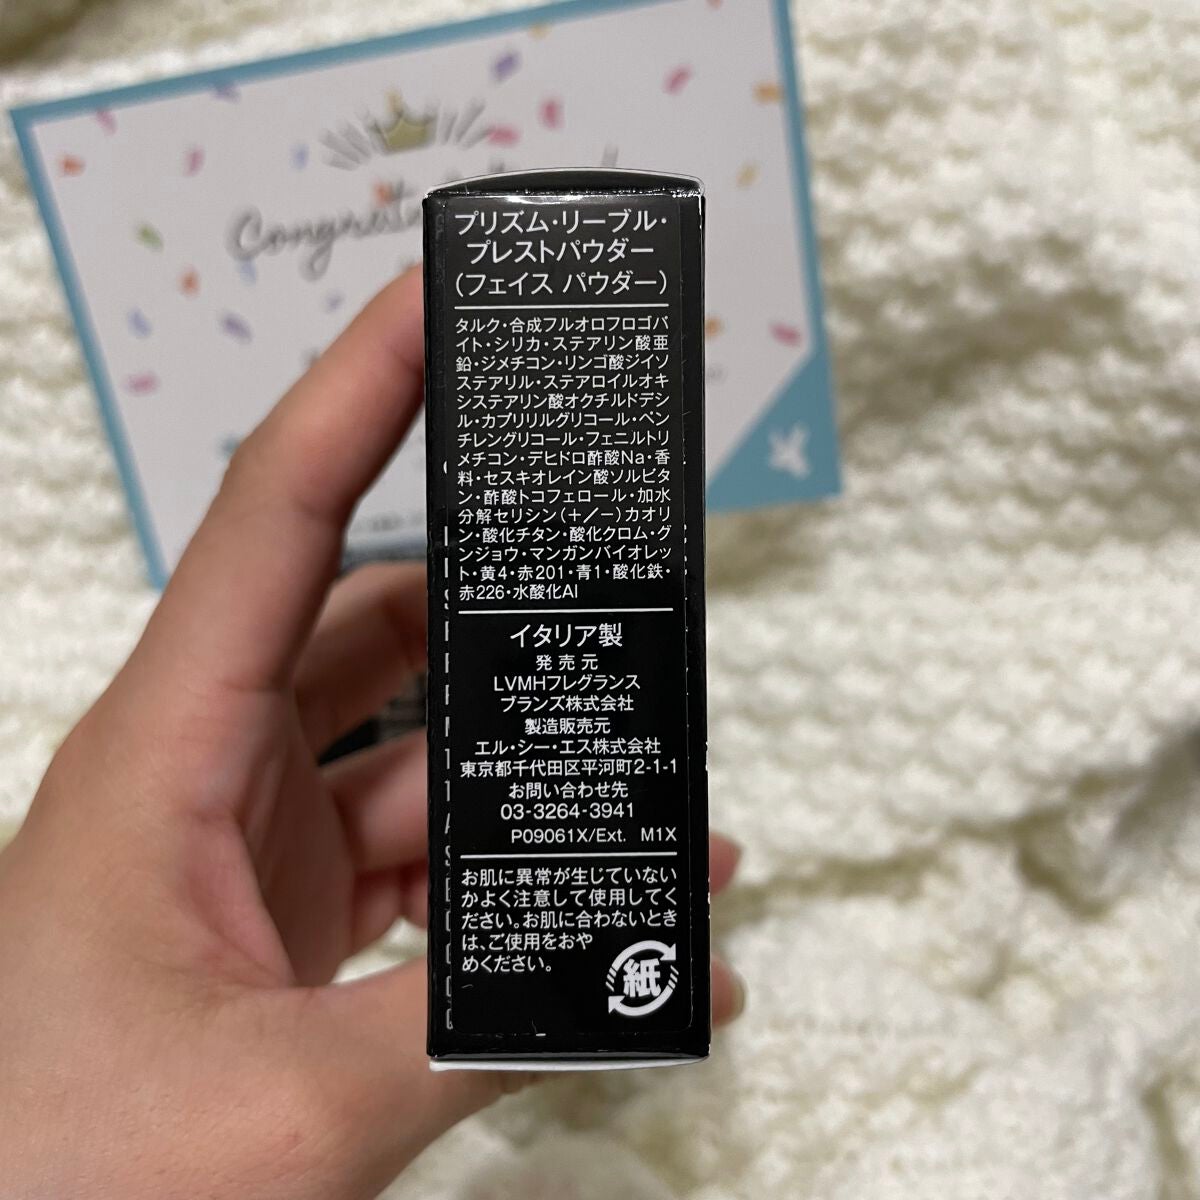 Congrat
プリズム・リーブル・
プレストパウダー
(フェイス パウダー)
タルク・合成フルオロフロゴパ
イト・シリカ・ステアリン酸亜
鉛・ジメチコン・リンゴ酸ジイソ
ステアリル・ステアロイルオキ
システアリン酸オクチルドデシ
ル・カプリリルグリコール・ペン
チレングリコール・フェニルトリ
メチコン・デヒドロ酢酸Na・香
料・セスキオレイン酸ソルビタ
ン・酢酸トコフェロール・加水
分解セリシン(+/-)カオリ
ン・酸化チタン・酸化クロム・グ
ンジョウ・マンガンバイオレッ
ト・黄4・赤201・青1・酸化鉄・
赤226・水酸化Al
イタリア製
発売元
LVMHフレグランス
ブランズ株式会社
製造販売元
エル・シー・エス株式会社
東京都千代田区平河町2-1-1
お問い合わせ先
03-3264-3941
P09061X/Ext. M1X
お肌に異常が生じていない
かよく注意して使用してく
ださい。お肌に合わないとき
は、ご使用をおや
めください。
紙